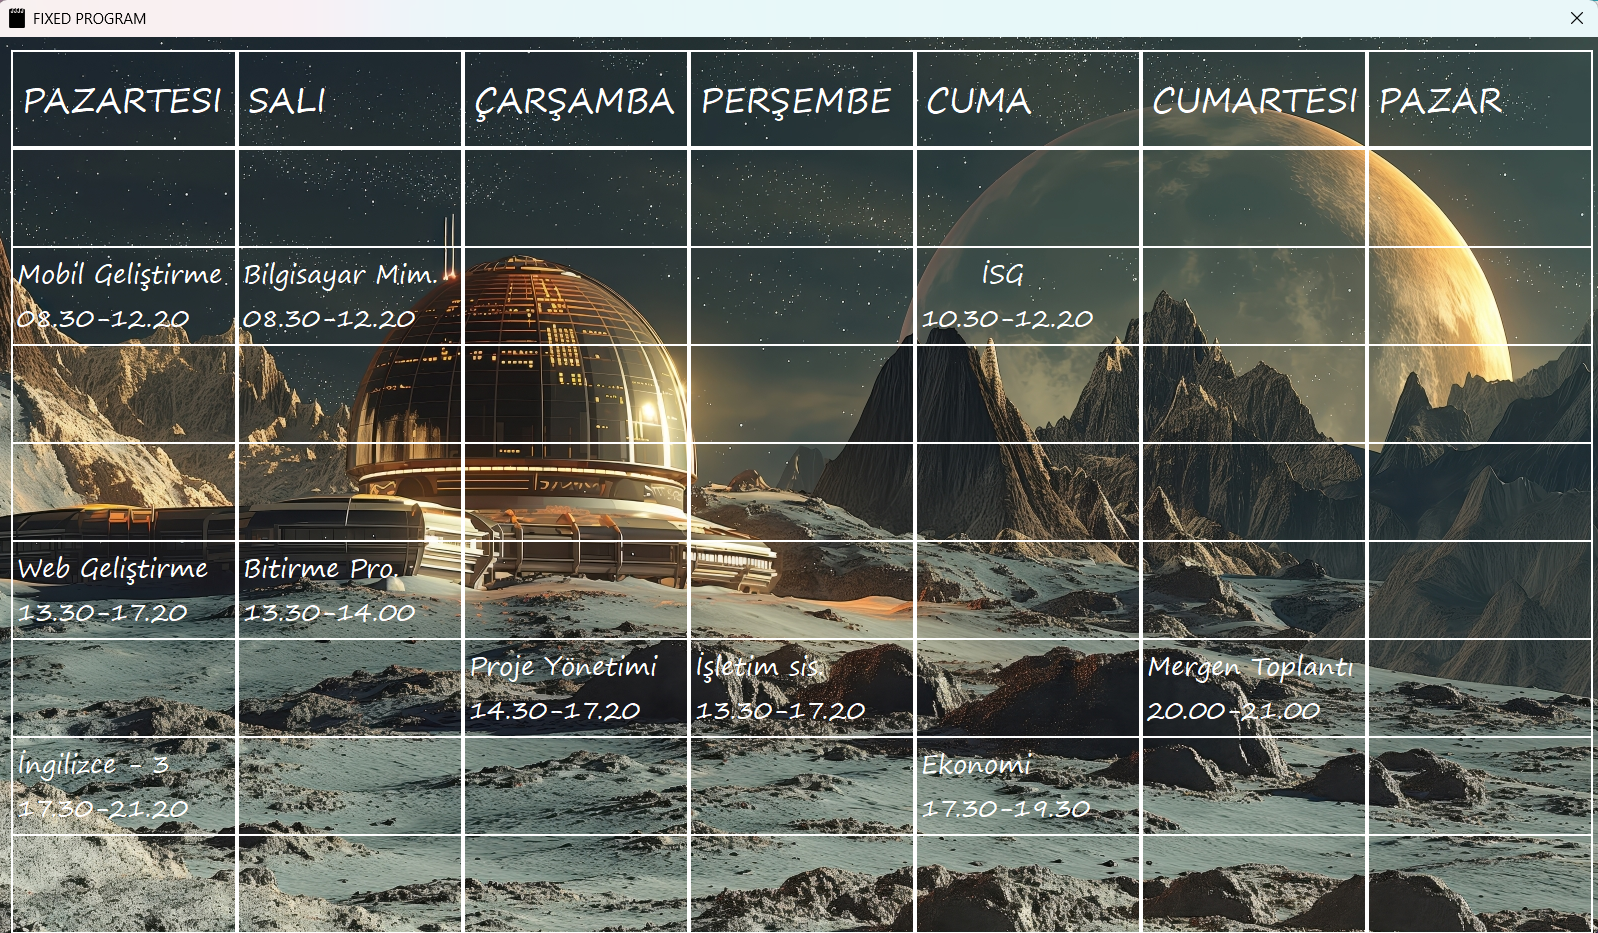 FIXED PROGRAM
PAZARTESI SALI ÇARŞAMBA PERŞEMBE CUMA CUMARTESI PAZAR
Mobil Geliştirme
08.30-12.20
Bilgisayar Mim.
08.30-12.20
İSG
10.30-12.20
Web Geliştirme
13.30-17.20
Bitirme Pro.
13.30-14.00
Proje Yönetimi
14.30-17.20
İşletim sis.
13.30-17.20
Mergen Toplantı
20.00-21.00
İngilizce - 3
17.30-21.20
Ekonomi
17.30-19.30